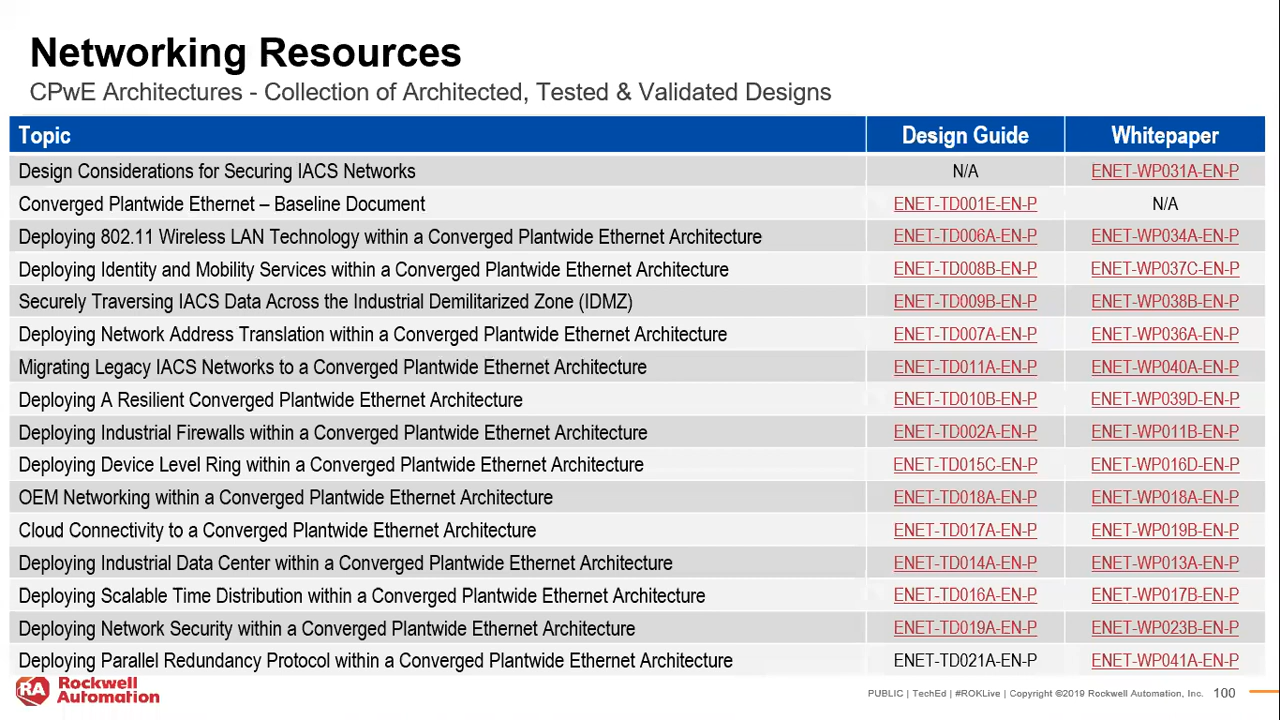 Networking Resources
CPwE Architectures - Collection of Architected, Tested & Validated Designs
Topic Design Guide Whitepaper
Design Considerations for Securing IACS Networks N/A ENET-WP031A-EN-P
Converged Plantwide Ethernet – Baseline Document ENET-TD001E-EN-P N/A
Deploying 802.11 Wireless LAN Technology within a Converged Plantwide Ethernet Architecture ENET-TD006A-EN-P ENET-WP034A-EN-P
Deploying Identity and Mobility Services within a Converged Plantwide Ethernet Architecture ENET-TD008B-EN-P ENET-WP037C-EN-P
Securely Traversing IACS Data Across the Industrial Demilitarized Zone (IDMZ) ENET-TD009B-EN-P ENET-WP038B-EN-P
Deploying Network Address Translation within a Converged Plantwide Ethernet Architecture ENET-TD007A-EN-P ENET-WP036A-EN-P
Migrating Legacy IACS Networks to a Converged Plantwide Ethernet Architecture ENET-TD011A-EN-P ENET-WP040A-EN-P
Deploying A Resilient Converged Plantwide Ethernet Architecture ENET-TD010B-EN-P ENET-WP039D-EN-P
Deploying Industrial Firewalls within a Converged Plantwide Ethernet Architecture ENET-TD002A-EN-P ENET-WP011B-EN-P
Deploying Device Level Ring within a Converged Plantwide Ethernet Architecture ENET-TD015C-EN-P ENET-WP016D-EN-P
OEM Networking within a Converged Plantwide Ethernet Architecture ENET-TD018A-EN-P ENET-WP018A-EN-P
Cloud Connectivity to a Converged Plantwide Ethernet Architecture ENET-TD017A-EN-P ENET-WP019B-EN-P
Deploying Industrial Data Center within a Converged Plantwide Ethernet Architecture ENET-TD014A-EN-P ENET-WP013A-EN-P
Deploying Scalable Time Distribution within a Converged Plantwide Ethernet Architecture ENET-TD016A-EN-P ENET-WP017B-EN-P
Deploying Network Security within a Converged Plantwide Ethernet Architecture ENET-TD019A-EN-P ENET-WP023B-EN-P
Deploying Parallel Redundancy Protocol within a Converged Plantwide Ethernet Architecture ENET-TD021A-EN-P ENET-WP041A-EN-P
RA Rockwell
Automation
PUBLIC | TechEd | #ROKLive | Copyright ©2019 Rockwell Automation, Inc. 100